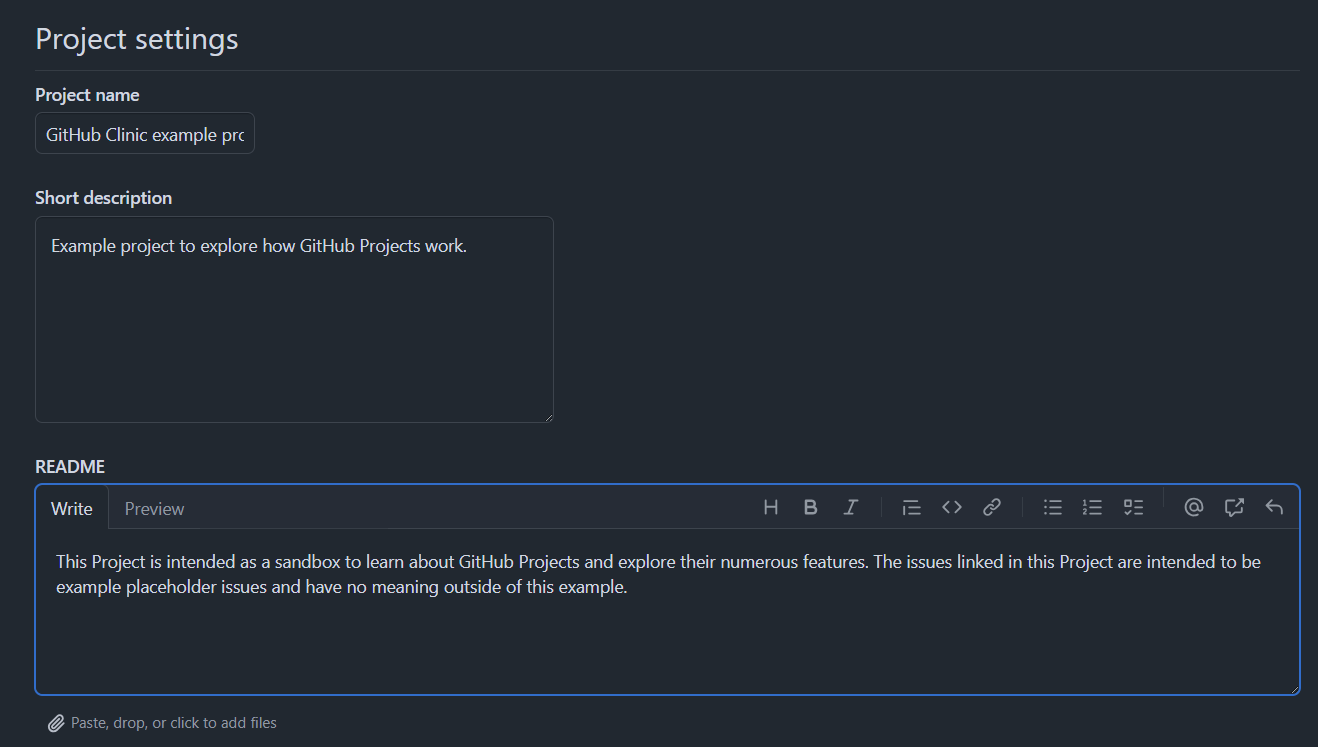 Project settings
Project name
GitHub Clinic example prc
Short description
Example project to explore how GitHub Projects work.
README
Write Preview
This Project is intended as a sandbox to learn about GitHub Projects and explore their numerous features. The issues linked in this Project are intended to be
example placeholder issues and have no meaning outside of this example.
Paste, drop, or click to add files